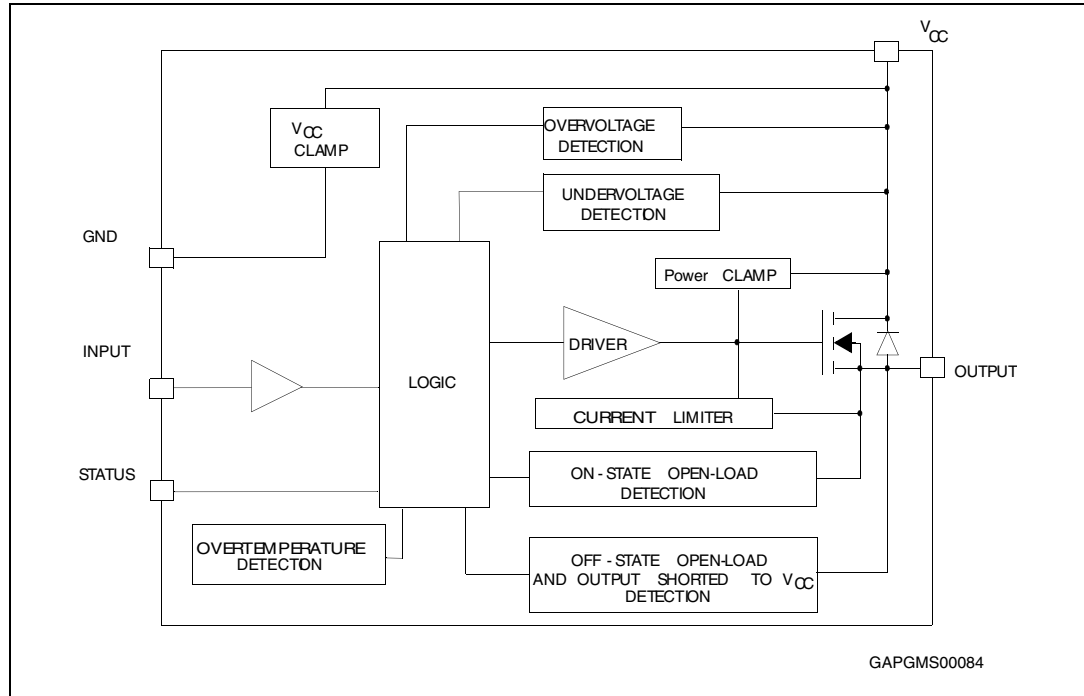 V_CC
V_CC
CLAMP
OVERVOLTAGE
DETECTION
UNDERVOLTAGE
DETECTION
GND
Power CLAMP
DRIVER
INPUT
LOGIC
OUTPUT
CURRENT LIMITER
STATUS
ON-STATE OPEN-LOAD
DETECTION
OVERTEMPERATURE
DETECTION
OFF-STATE OPEN-LOAD
AND OUTPUT SHORTED TO V_CC
DETECTION
GAPGMS00084